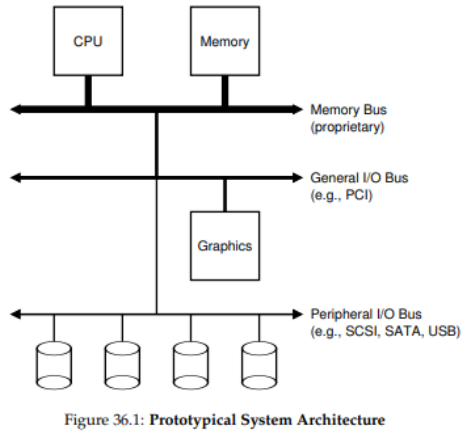 CPU
Memory
Memory Bus
(proprietary)
General I/O Bus
(e.g., PCI)
Graphics
Peripheral I/O Bus
(e.g., SCSI, SATA, USB)
Figure 36.1: Prototypical System Architecture